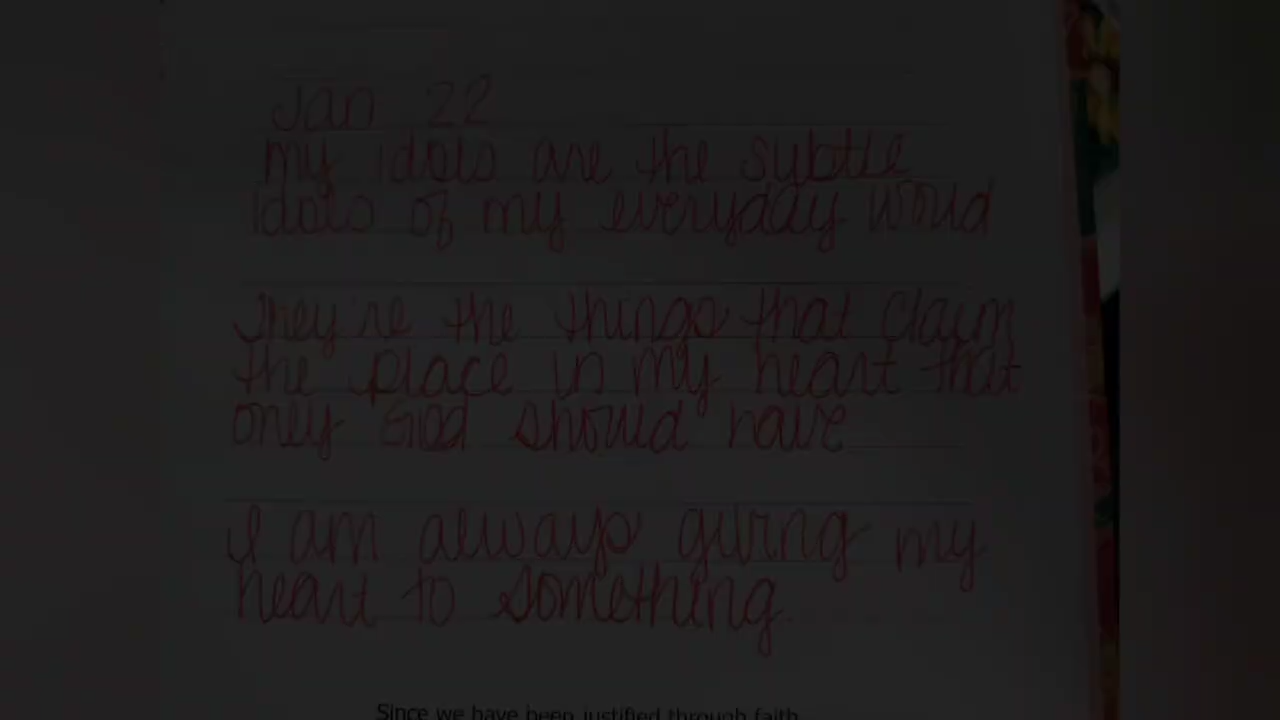 Jan 22
my idols are the subtle
idols of my everyday world
They're the things that claim
the place in my heart that
only God should have
I am always giving my
heart to something.
Since we have been justified through faith